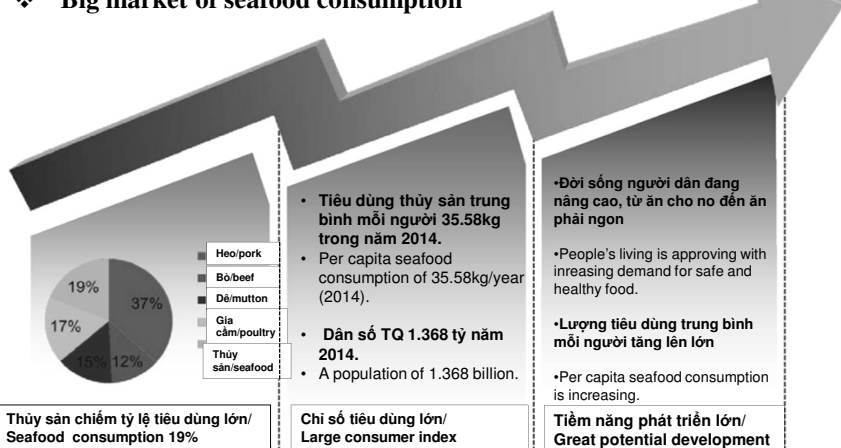 ❖ Big market of seafood consumption
19%
37%
17%
15%
12%
Heo/pork
Bò/beef
Dê/mutton
Gia
cầm/poultry
Thủy
sản/seafood
Thủy sản chiếm tỷ lệ tiêu dùng lớn/
Seafood consumption 19%
• Tiêu dùng thủy sản trung
bình mỗi người 35.58kg
trong năm 2014.
• Per capita seafood
consumption of 35.58kg/year
(2014).
• Dân số TQ 1.368 tỷ năm
2014.
• A population of 1.368 billion.
Chỉ số tiêu dùng lớn/
Large consumer index
•Đời sống người dân đang
nâng cao, từ ăn cho no đến ăn
phải ngon
•People's living is approving with
inreasing demand for safe and
healthy food.
•Lượng tiêu dùng trung bình
mỗi người tăng lên lớn
•Per capita seafood consumption
is increasing.
Tiềm năng phát triển lớn/
Great potential development